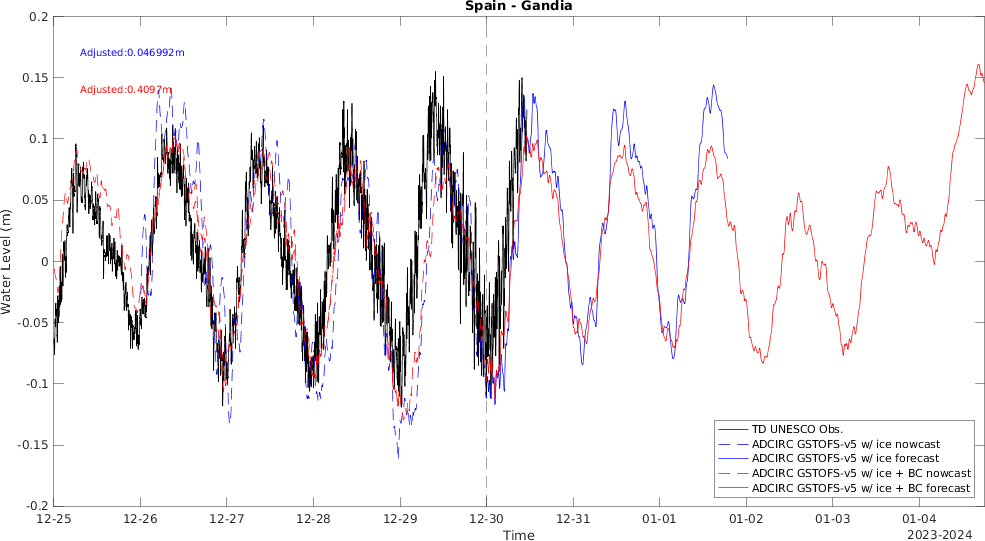 Spain - Gandia
0.2
0.15
0.1
0.05
0
-0.05
-0.1
-0.15
-0.2
Water Level (m)
Adjusted:0.046992m
Adjusted:0.4097m
TD UNESCO Obs.
ADCIRC GSTOFS-v5 w/ ice nowcast
ADCIRC GSTOFS-v5 w/ ice forecast
ADCIRC GSTOFS-v5 w/ ice + BC nowcast
ADCIRC GSTOFS-v5 w/ ice + BC forecast
12-25 12-26 12-27 12-28 12-29 12-30 12-31 01-01 01-02 01-03 01-04
Time
2023-2024